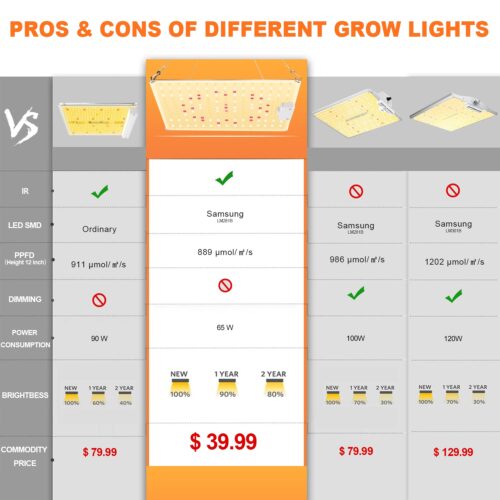 PROS & CONS OF DIFFERENT GROW LIGHTS
VS
IR
LED SMD Ordinary Samsung Samsung Samsung
LM281B LM281B LM301B
PPFD
(Height 12 Inch) 911 μmol/㎡/s 889 μmol/㎡/s 986 μmol/㎡/s 1202 μmol/㎡/s
DIMMING
POWER
CONSUMPTION 90 W 65 W 100W 120W
BRIGHTBESS
NEW 1 YEAR 2 YEAR NEW 1 YEAR 2 YEAR NEW 1 YEAR 2 YEAR NEW 1 YEAR 2 YEAR
100% 60% 40% 100% 90% 80% 100% 70% 30% 100% 70% 30%
COMMODITY
PRICE $ 79.99 $ 39.99 $ 79.99 $ 129.99